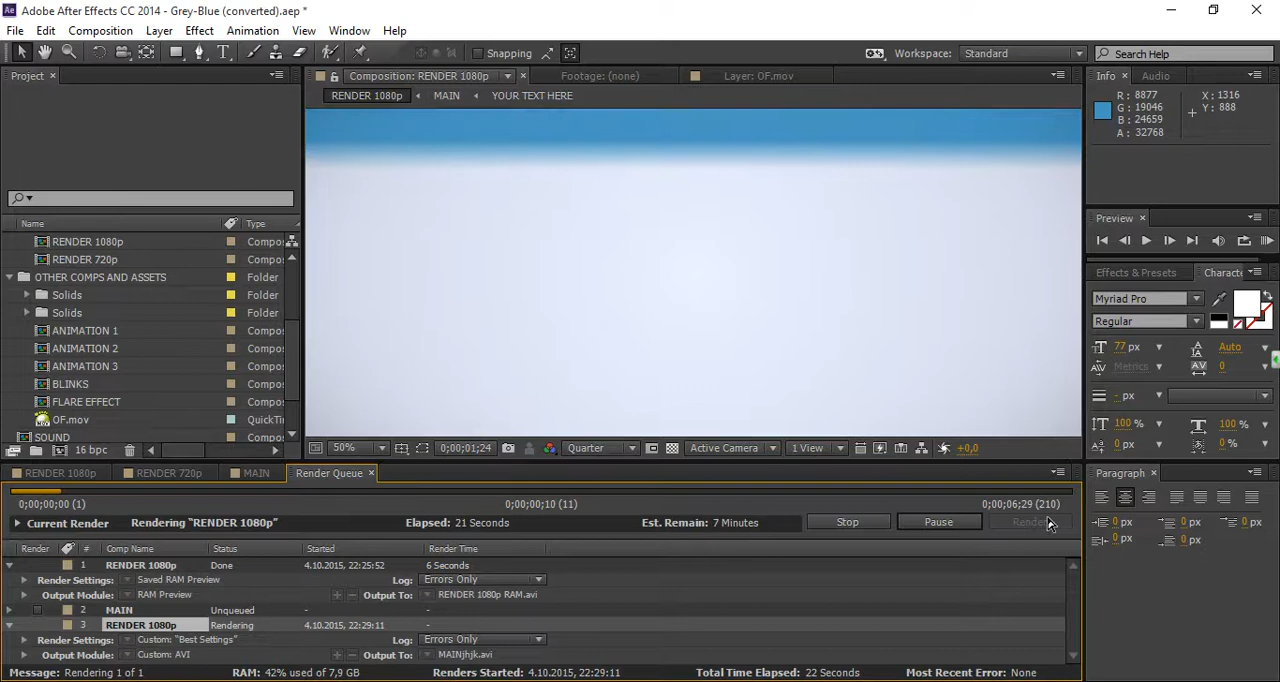 Adobe After Effects CC 2014 - Grey-Blue (converted).aep *
File Edit Composition Layer Effect Animation View Window Help
Snapping
Workspace: Standard
Search Help
Project
Composition: RENDER 1080p
Footage: (none)
Layer: OF.mov
RENDER 1080p MAIN YOUR TEXT HERE
Info Audio
R: 8877
G: 19046
B: 24659
A: 32768
X: 1316
Y: 888
Preview
Effects & Presets Characte
Myriad Pro
Regular
77 px Auto
Metrics 0
- px
100 % 100 %
0 px 0 %
Name Type
RENDER 1080p Compo:
RENDER 720p Compo:
OTHER COMPS AND ASSETS Folder
Solids Folder
Solids Folder
ANIMATION 1 Compo:
ANIMATION 2 Compo:
ANIMATION 3 Compo:
BLINKS Compo:
FLARE EFFECT Compo:
OF.mov QuickTi
SOUND Folder
16 bpc
50% 0;00;01;24 Quarter Active Camera 1 View +0,0
RENDER 1080p RENDER 720p MAIN Render Queue
0;00;00;00 (1) 0;00;00;10 (11) 0;00;06;29 (210)
Current Render Rendering "RENDER 1080p" Elapsed: 21 Seconds Est. Remain: 7 Minutes Stop Pause Render
Render # Comp Name Status Started Render Time
1 RENDER 1080p Done 4.10.2015, 22:25:52 6 Seconds
Render Settings: Saved RAM Preview Log: Errors Only
Output Module: RAM Preview Output To: RENDER 1080p RAM.avi
2 MAIN Unqueued - -
3 RENDER 1080p Rendering 4.10.2015, 22:29:11 -
Render Settings: Custom: "Best Settings" Log: Errors Only
Output Module: Custom: AVI Output To: MAINjhjk.avi
Message: Rendering 1 of 1 RAM: 42% used of 7,9 GB Renders Started: 4.10.2015, 22:29:11 Total Time Elapsed: 22 Seconds Most Recent Error: None
Paragraph
0 px 0 px 0 px
0 px 0 px